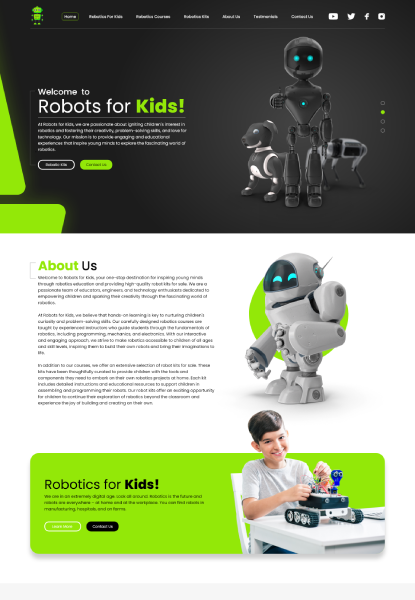 Home Robotics For Kids Robotics Courses Robotics Kits About Us Testimonials Contact Us
Welcome to
Robots for Kids!
At Robots for Kids, we are passionate about igniting children's interest in
robotics and fostering their creativity, problem-solving skills, and love for
technology. Our mission is to provide engaging and educational
experiences that inspire young minds to explore the fascinating world of
robotics.
Robotic Kits Contact Us
About Us
Welcome to Robots for Kids, your one-stop destination for inspiring young minds
through robotics education and providing high-quality robot kits for sale. We are a
passionate team of educators, engineers, and technology enthusiasts dedicated to
empowering children and sparking their creativity through the fascinating world of
robotics.
At Robots for Kids, we believe that hands-on learning is key to nurturing children's
curiosity and problem-solving skills. Our carefully designed robotics courses are
taught by experienced instructors who guide students through the fundamentals of
robotics, including programming, mechanics, and electronics. With our interactive
and engaging approach, we strive to make robotics accessible to children of all ages
and skill levels, inspiring them to build their own robots and bring their imaginations to
life.
In addition to our courses, we offer an extensive selection of robot kits for sale. These
kits have been thoughtfully curated to provide children with the tools and
components they need to embark on their own robotics projects at home. Each kit
includes detailed instructions and educational resources to support children in
assembling and programming their robots. Our robot kits offer an exciting opportunity
for children to continue their exploration of robotics beyond the classroom and
experience the joy of building and creating on their own.
Robotics for Kids!
We are in an extremely digital age. Look all around. Robotics is the future and
robots are everywhere – at home and at the workplace. You can find robots in
manufacturing, hospitals, and on farms.
Learn More Contact Us